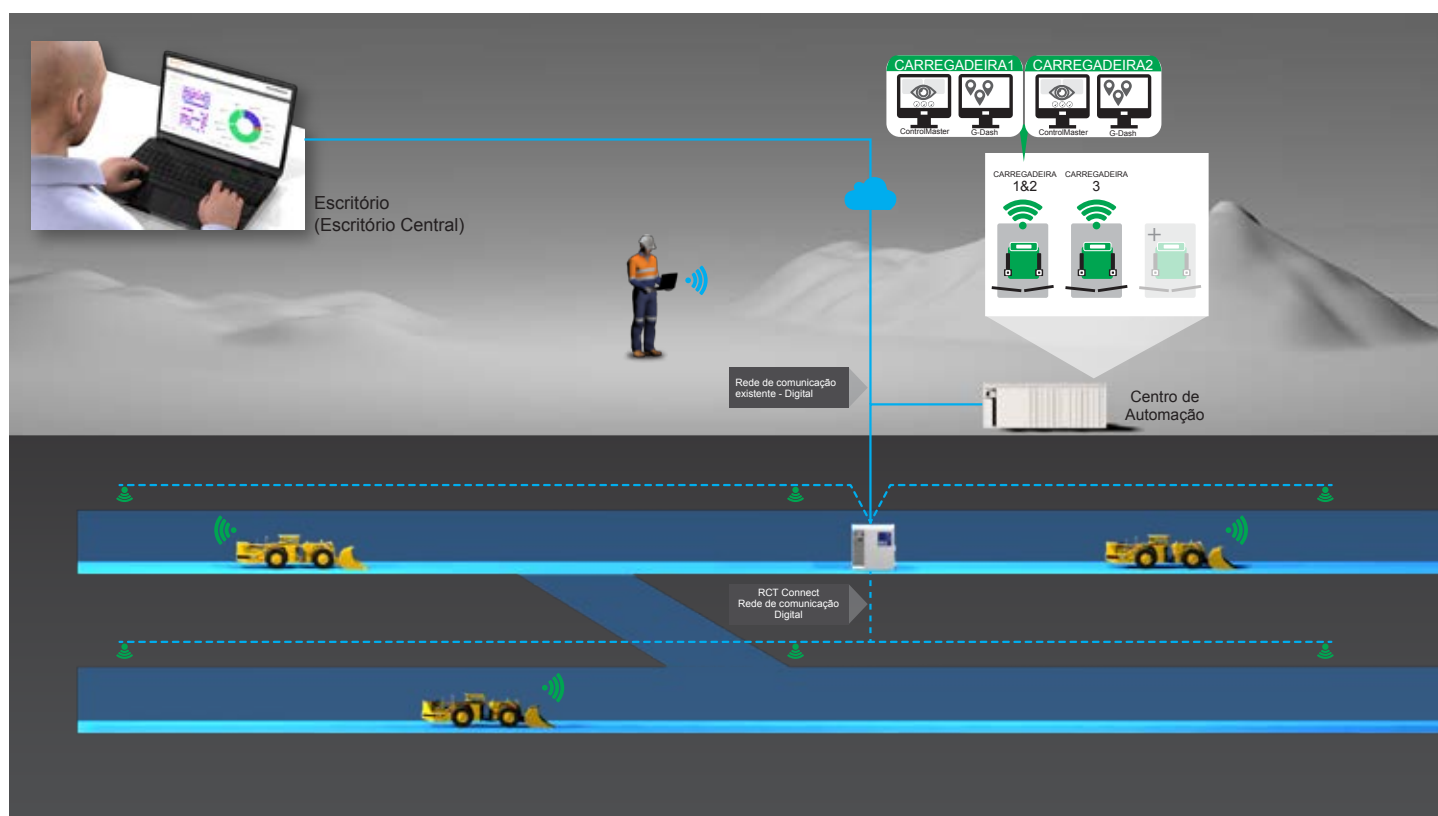 CARREGADEIRA1
CARREGADEIRA2
ControlMaster
G-Dash
ControlMaster
G-Dash
CARREGADEIRA
1&2
CARREGADEIRA
3
Escritório
(Escritório Central)
Rede de comunicação
existente - Digital
Centro de
Automação
RCT Connect
Rede de comunicação
Digital